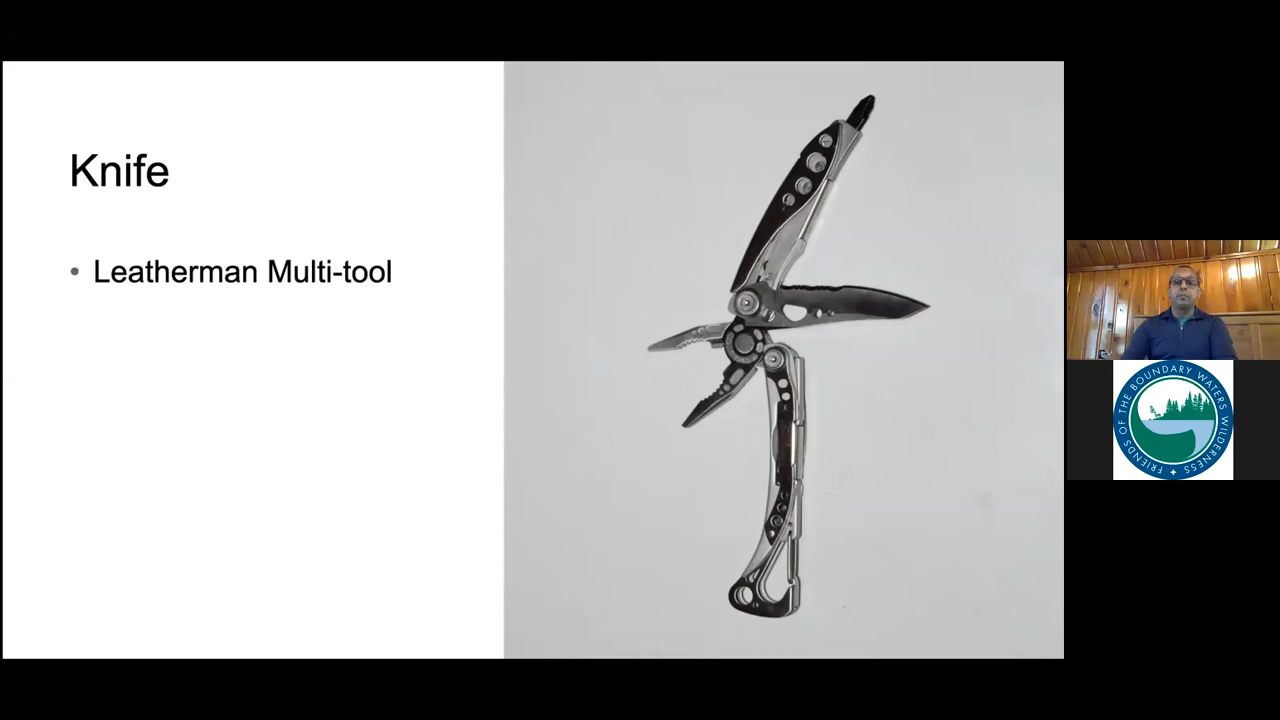 Knife
• Leatherman Multi-tool
FRIENDS OF THE BOUNDARY WATERS WILDERNESS